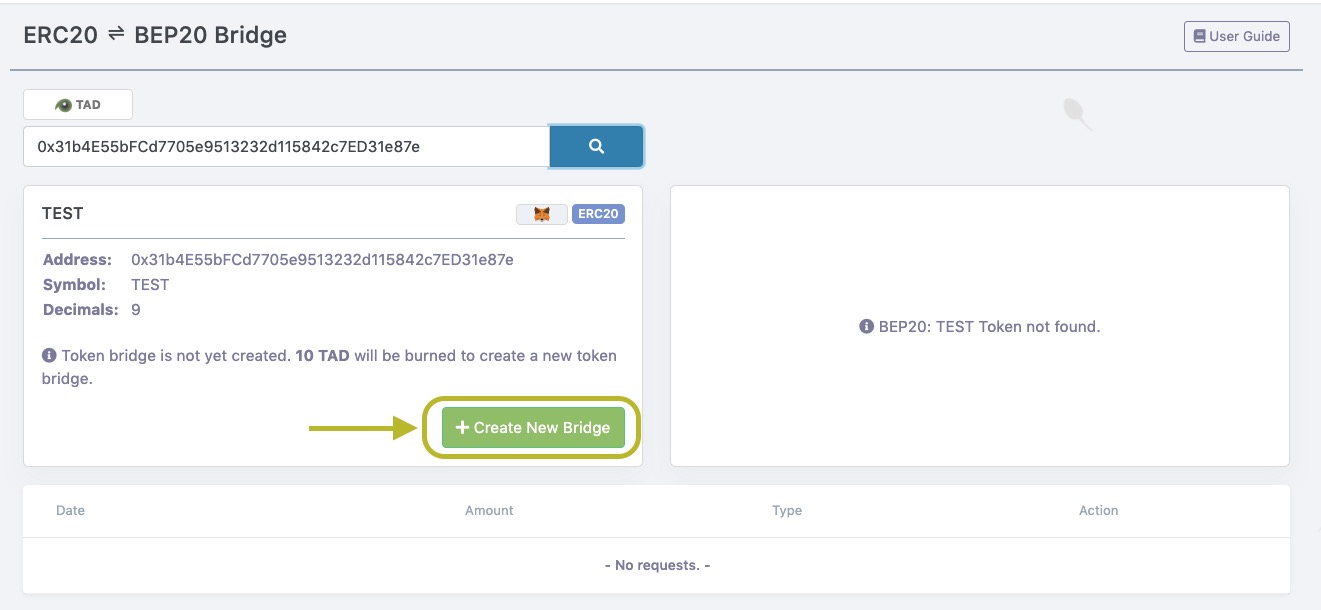 ERC20 ⇌ BEP20 Bridge
User Guide
TAD
0x31b4E55bFCd7705e9513232d115842c7ED31e87e
TEST
ERC20
Address: 0x31b4E55bFCd7705e9513232d115842c7ED31e87e
Symbol: TEST
Decimals: 9
Token bridge is not yet created. 10 TAD will be burned to create a new token
bridge.
+ Create New Bridge
BEP20: TEST Token not found.
Date Amount Type Action
- No requests. -